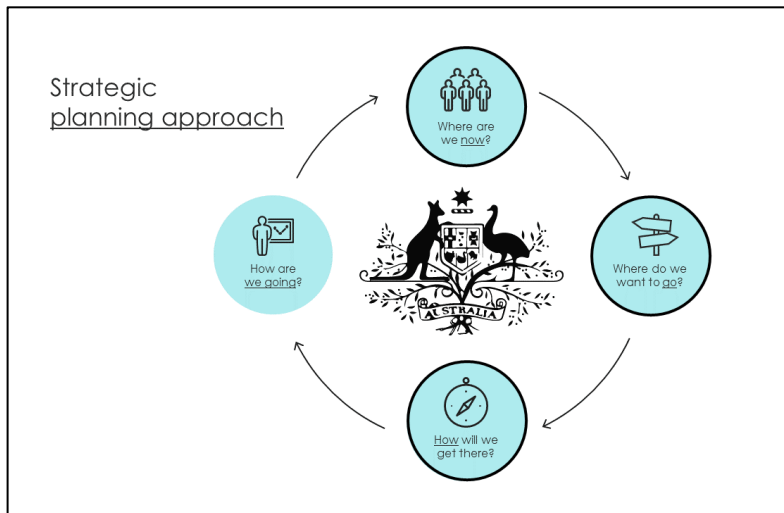 Strategic
planning approach
Where are
we now?
Where do we
want to go?
How will we
get there?
How are
we going?
AUSTRALIA